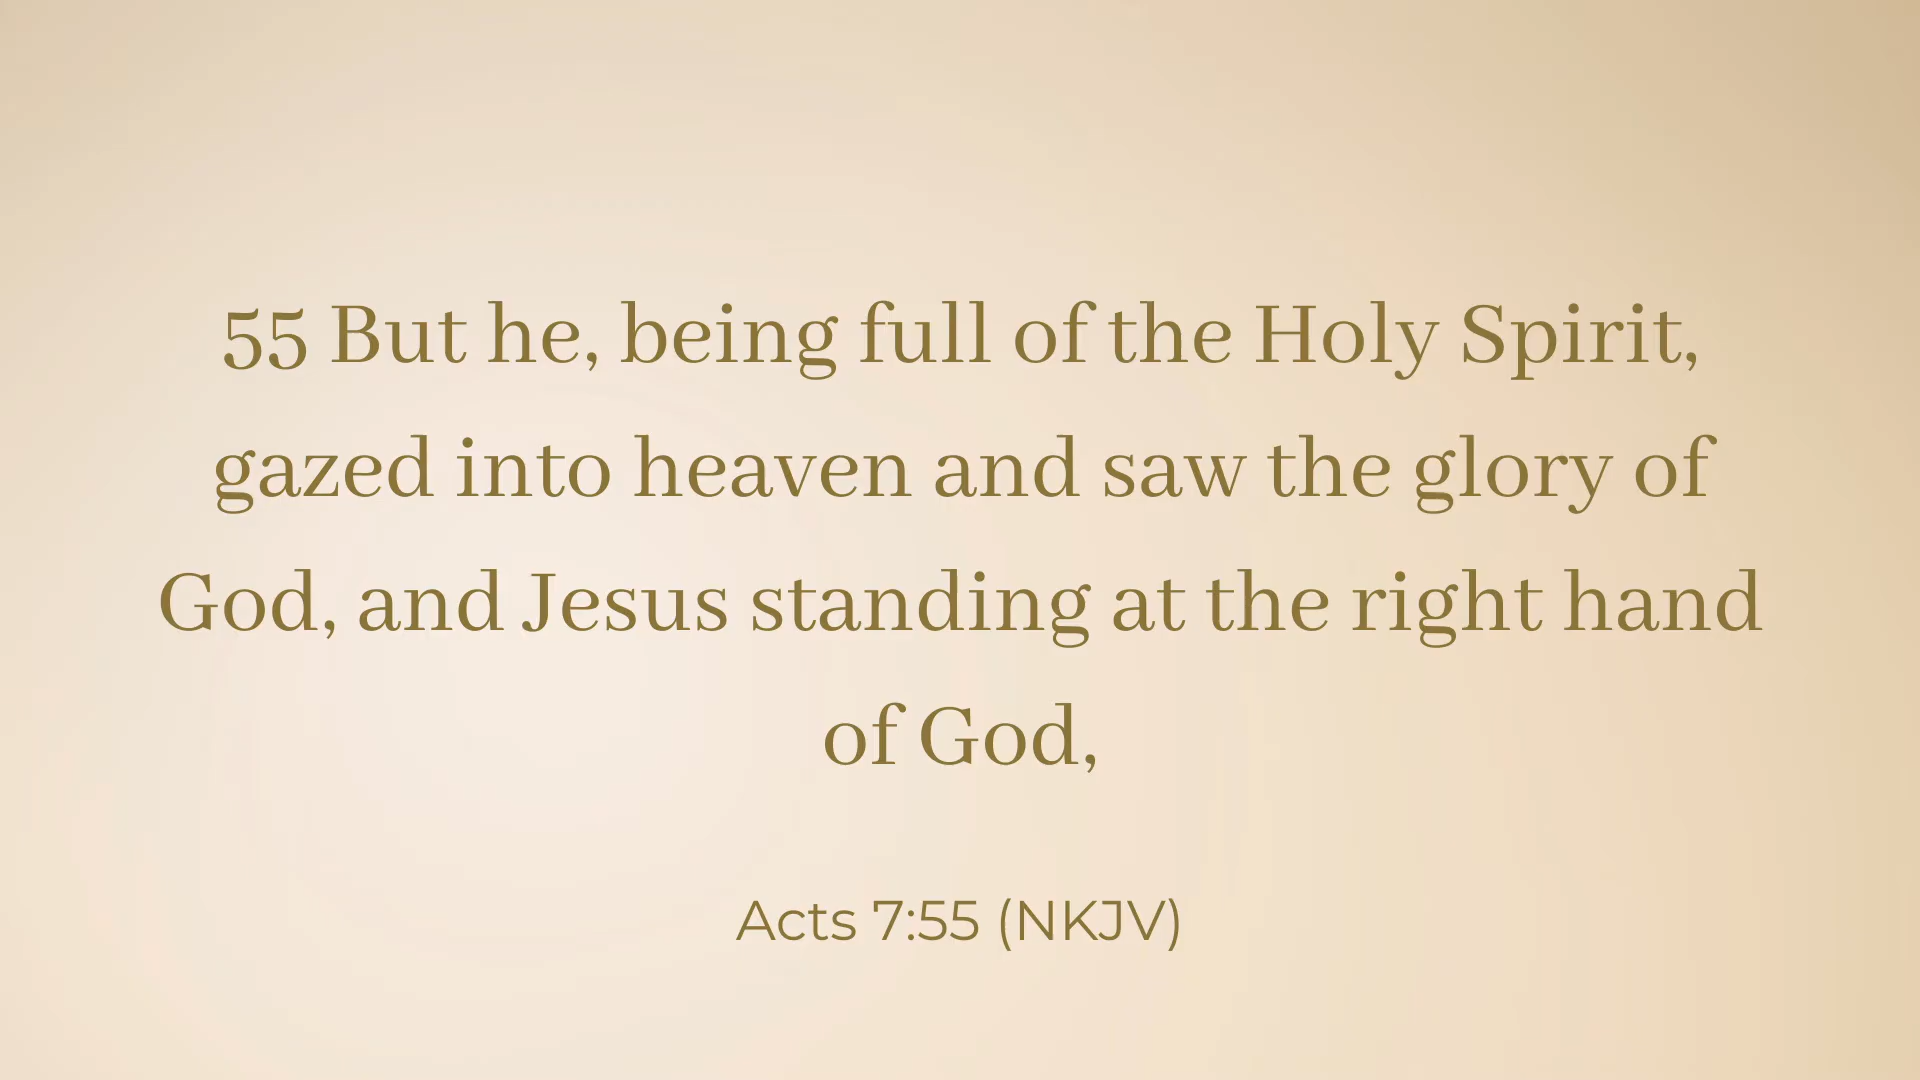 55 But he, being full of the Holy Spirit,
gazed into heaven and saw the glory of
God, and Jesus standing at the right hand
of God,
Acts 7:55 (NKJV)